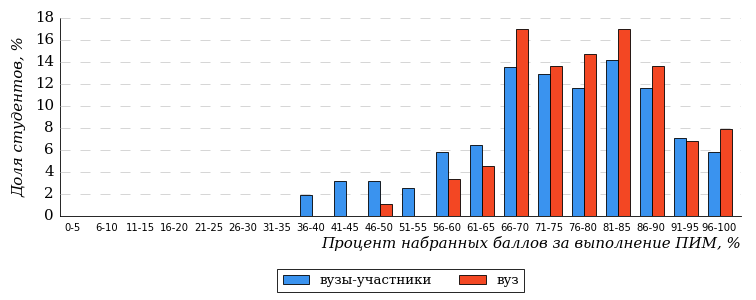 18
16
14
12
10
8
6
4
2
0
Доля студентов, %
0-5 6-10 11-15 16-20 21-25 26-30 31-35 36-40 41-45 46-50 51-55 56-60 61-65 66-70 71-75 76-80 81-85 86-90 91-95 96-100
Процент набранных баллов за выполнение ПИМ, %
вузы-участники вуз